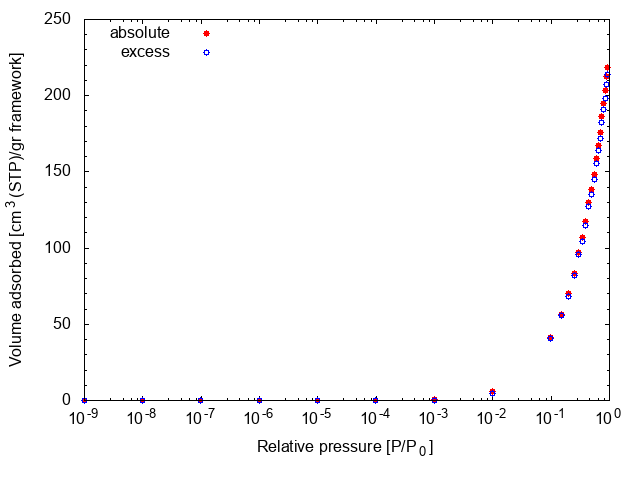 250
200
150
100
50
0
absolute
excess
Volume adsorbed [cm³(STP)/gr framework]
10⁻⁹ 10⁻⁸ 10⁻⁷ 10⁻⁶ 10⁻⁵ 10⁻⁴ 10⁻³ 10⁻² 10⁻¹ 10⁰
Relative pressure [P/P₀]